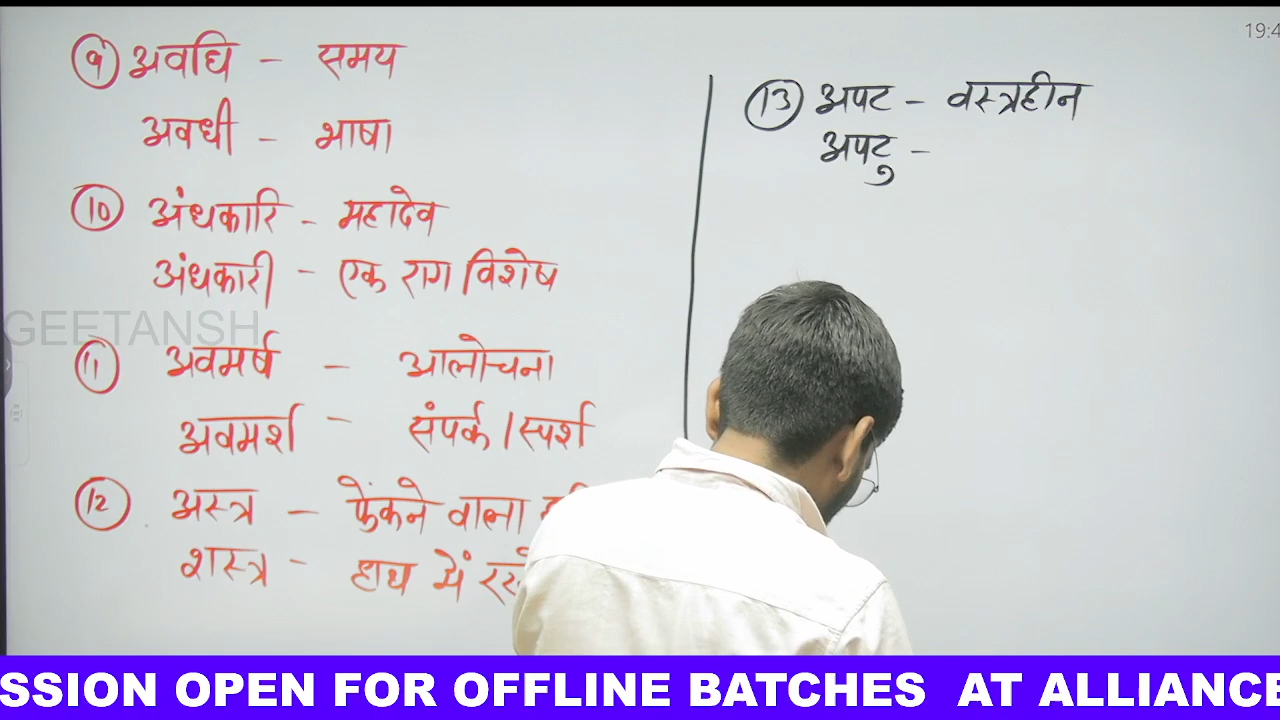 19:4
९ अवधि - समय
अवधी - भाषा
10 अंधकारि - महादेव
अंधकारी - एक राग विशेष
GEETANSH
11 अवमर्ष - आलोचना
अवमर्श - संपर्क / स्पर्श
12 अस्त्र - फेंकने वाला
शस्त्र - हाथ में
13 अपट - वस्त्रहीन
अपटु -
SSION OPEN FOR OFFLINE BATCHES AT ALLIANCE